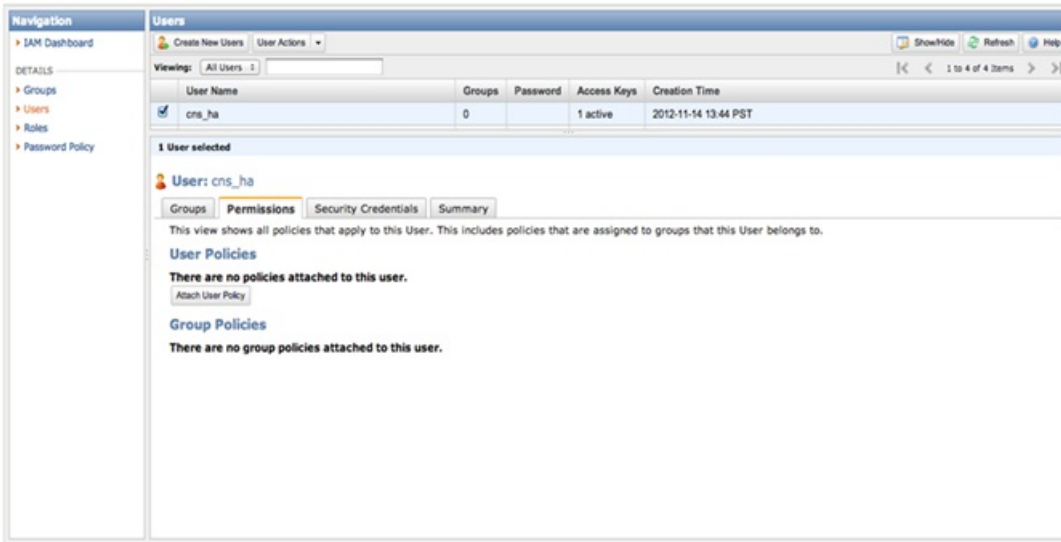 Navigation
IAM Dashboard
DETAILS
Groups
Users
Roles
Password Policy
Users
Create New Users User Actions
Show/Hide Refresh Help
Viewing: All Users
1 to 4 of 4 Items
User Name Groups Password Access Keys Creation Time
cns_ha 0 1 active 2012-11-14 13:44 PST
1 User selected
User: cns_ha
Groups Permissions Security Credentials Summary
This view shows all policies that apply to this User. This includes policies that are assigned to groups that this User belongs to.
User Policies
There are no policies attached to this user.
Attach User Policy
Group Policies
There are no group policies attached to this user.